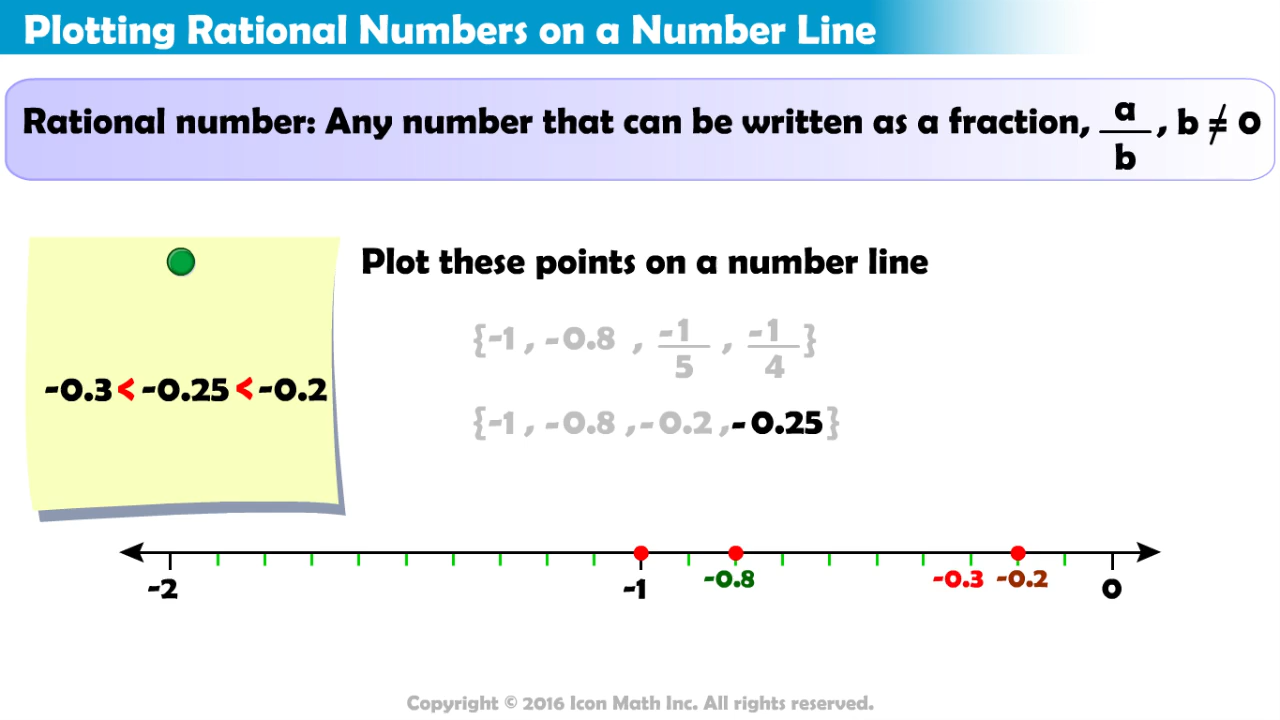 Plotting Rational Numbers on a Number Line
Rational number: Any number that can be written as a fraction, a/b, b ≠ 0
Plot these points on a number line
{-1 , -0.8 , -1/5 , -1/4}
-0.3 < -0.25 < -0.2
{-1 , -0.8 , -0.2 , -0.25}
-2 -1 -0.8 -0.3 -0.2 0
Copyright © 2016 Icon Math Inc. All rights reserved.